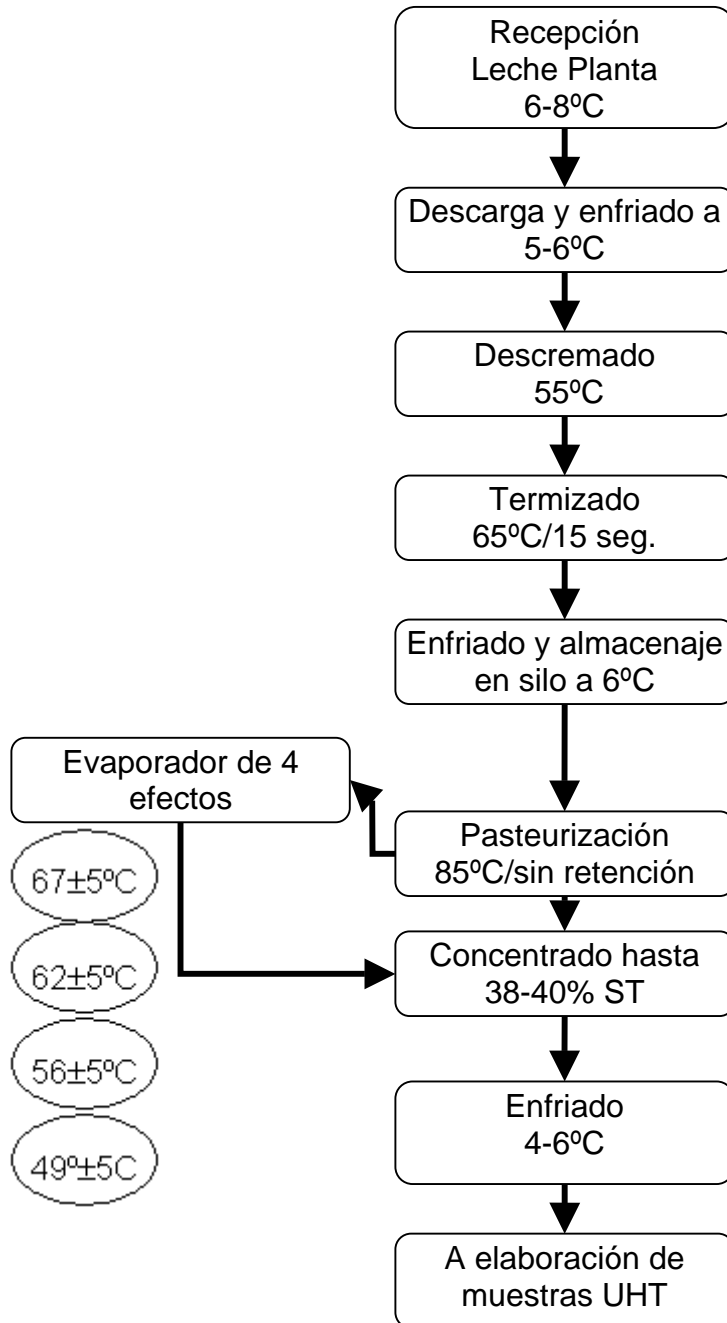 Recepción
Leche Planta
6-8ºC
Descarga y enfriado a
5-6ºC
Descremado
55ºC
Termizado
65ºC/15 seg.
Enfriado y almacenaje
en silo a 6ºC
Evaporador de 4
efectos
67±5ºC
62±5ºC
56±5ºC
49º±5C
Pasteurización
85ºC/sin retención
Concentrado hasta
38-40% ST
Enfriado
4-6ºC
A elaboración de
muestras UHT